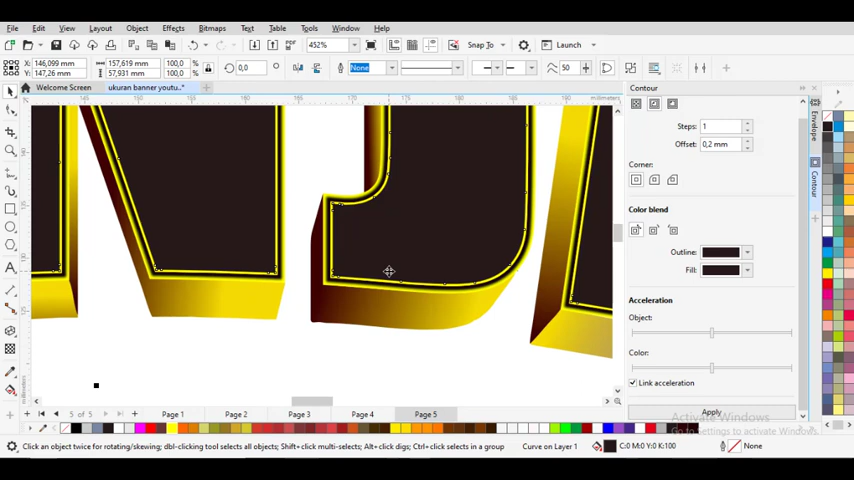 File Edit View Layout Object Effects Bitmaps Text Table Tools Window Help
PDF 452% Snap To Launch
X: 146,099 mm 157,619 mm 100,0 % 0,0 ° None 50
Y: 147,26 mm 57,931 mm 100,0 %
Welcome Screen ukuran banner youtu..* Contour
millimeters
Steps: 1
Offset: 0,2 mm
Corner:
Color blend
Outline:
Fill:
Acceleration
Object:
Color:
Link acceleration
Apply
Envelope
Contour
5 of 5 Page 1 Page 2 Page 3 Page 4 Page 5
Activate Windows
Go to Settings to activate Windows.
Click an object twice for rotating/skewing; dbl-clicking tool selects all objects; Shift+click multi-selects; Alt+click digs; Ctrl+click selects in a group Curve on Layer 1 C:0 M:0 Y:0 K:100 None